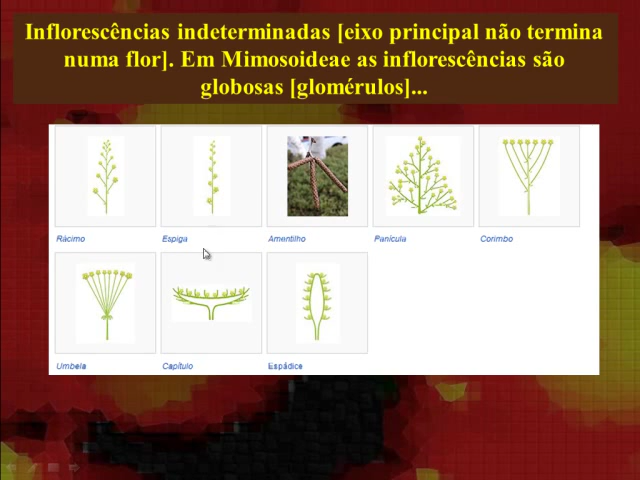 Inflorescências indeterminadas [eixo principal não termina
numa flor]. Em Mimosoideae as inflorescências são
globosas [glomérulos]...
Rácimo Espiga Amentilho Panícula Corimbo
Umbela Capítulo Espádice